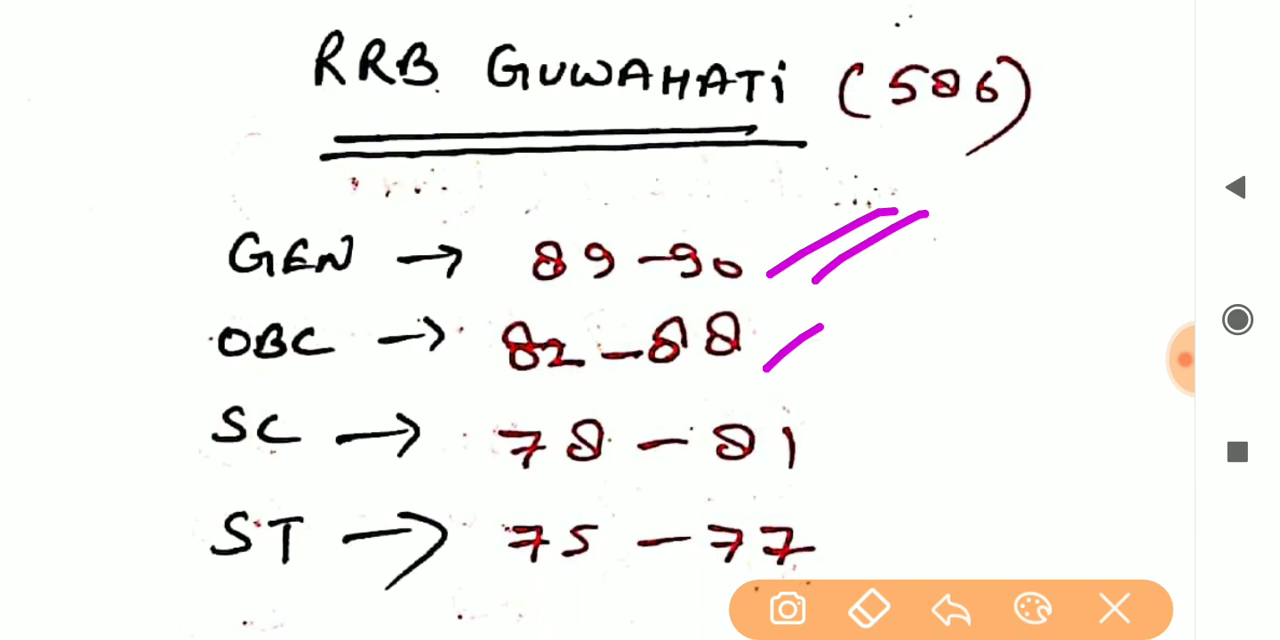 RRB GUWAHATi (586)
GEN → 89-90
OBC → 82-88
SC → 78-81
ST → 75-77